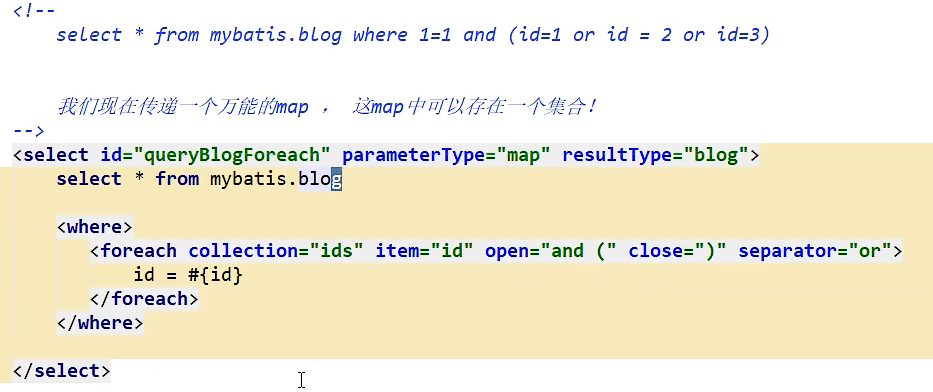 <!--
select * from mybatis.blog where 1=1 and (id=1 or id = 2 or id=3)
我们现在传递一个万能的map ， 这map中可以存在一个集合！
-->
<select id="queryBlogForeach" parameterType="map" resultType="blog">
select * from mybatis.blog
<where>
<foreach collection="ids" item="id" open="and (" close=")" separator="or">
id = #{id}
</foreach>
</where>
</select>